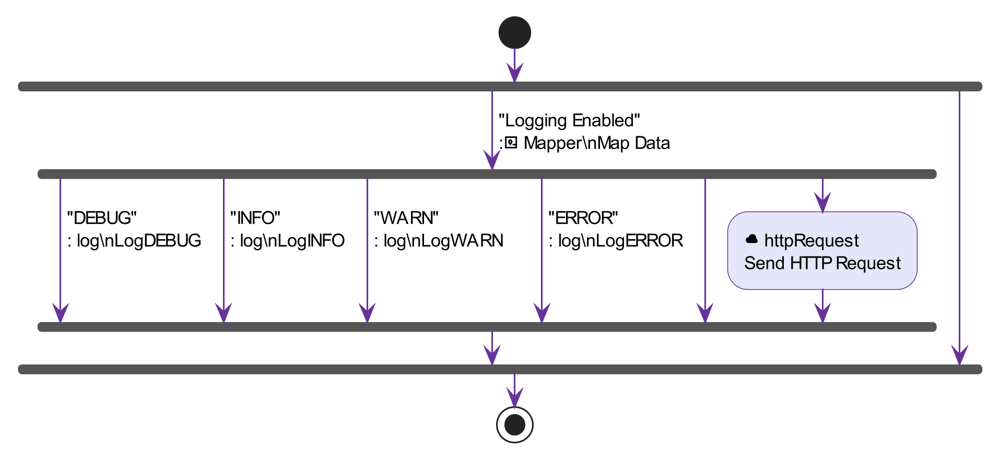 "Logging Enabled"
: Mapper\nMap Data
"DEBUG"
: log\nLogDEBUG
"INFO"
: log\nLogINFO
"WARN"
: log\nLogWARN
"ERROR"
: log\nLogERROR
httpRequest
Send HTTP Request